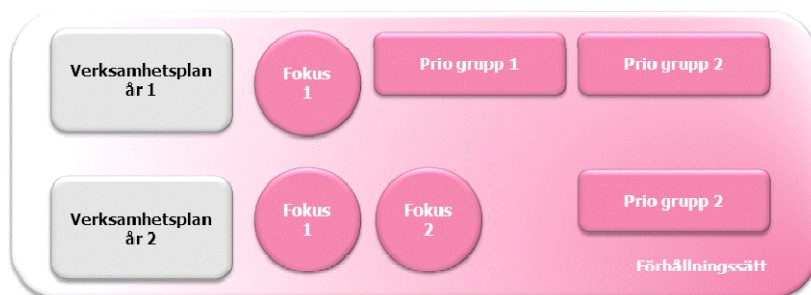 Verksamhetsplan
år 1
Fokus
1
Prio grupp 1
Prio grupp 2
Verksamhetsplan
år 2
Fokus
1
Fokus
2
Prio grupp 2
Förhållningssätt